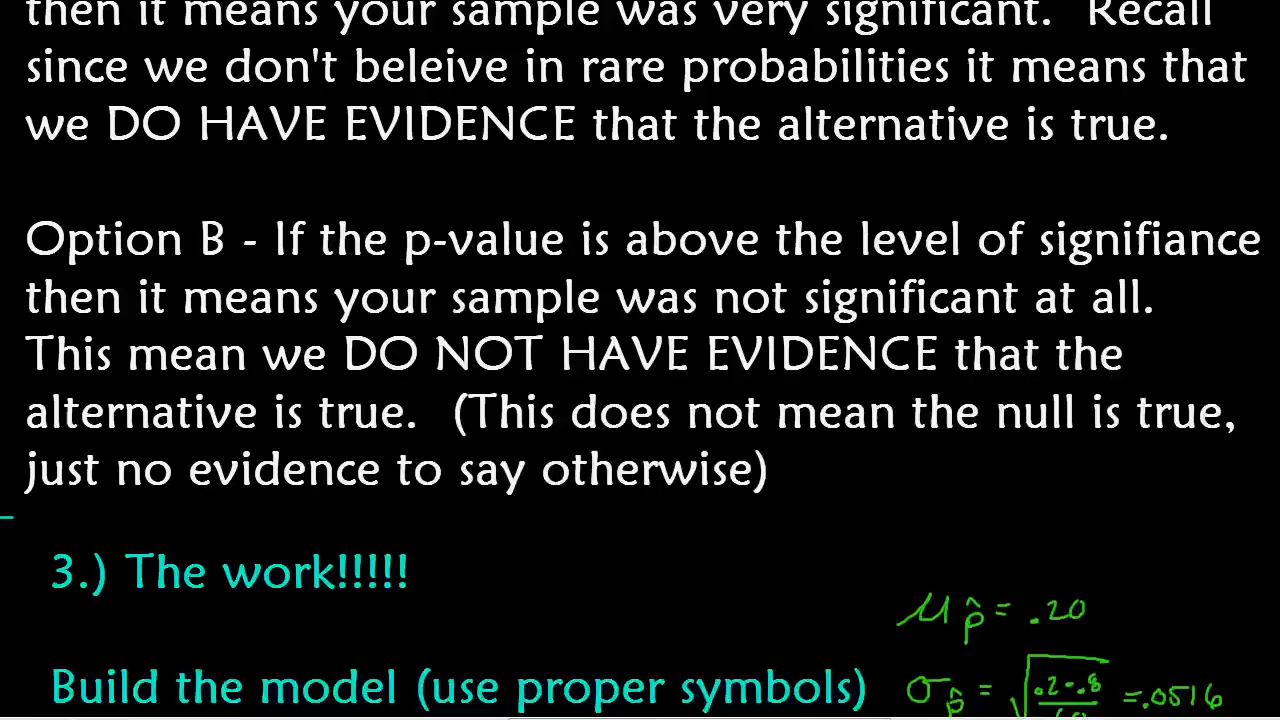 then it means your sample was very significant. Recall
since we don't beleive in rare probabilities it means that
we DO HAVE EVIDENCE that the alternative is true.
Option B - If the p-value is above the level of signifiance
then it means your sample was not significant at all.
This mean we DO NOT HAVE EVIDENCE that the
alternative is true. (This does not mean the null is true,
just no evidence to say otherwise)
3.) The work!!!!!
μp̂ = .20
Build the model (use proper symbols)
σp̂ = √.2 - .8 = .0516